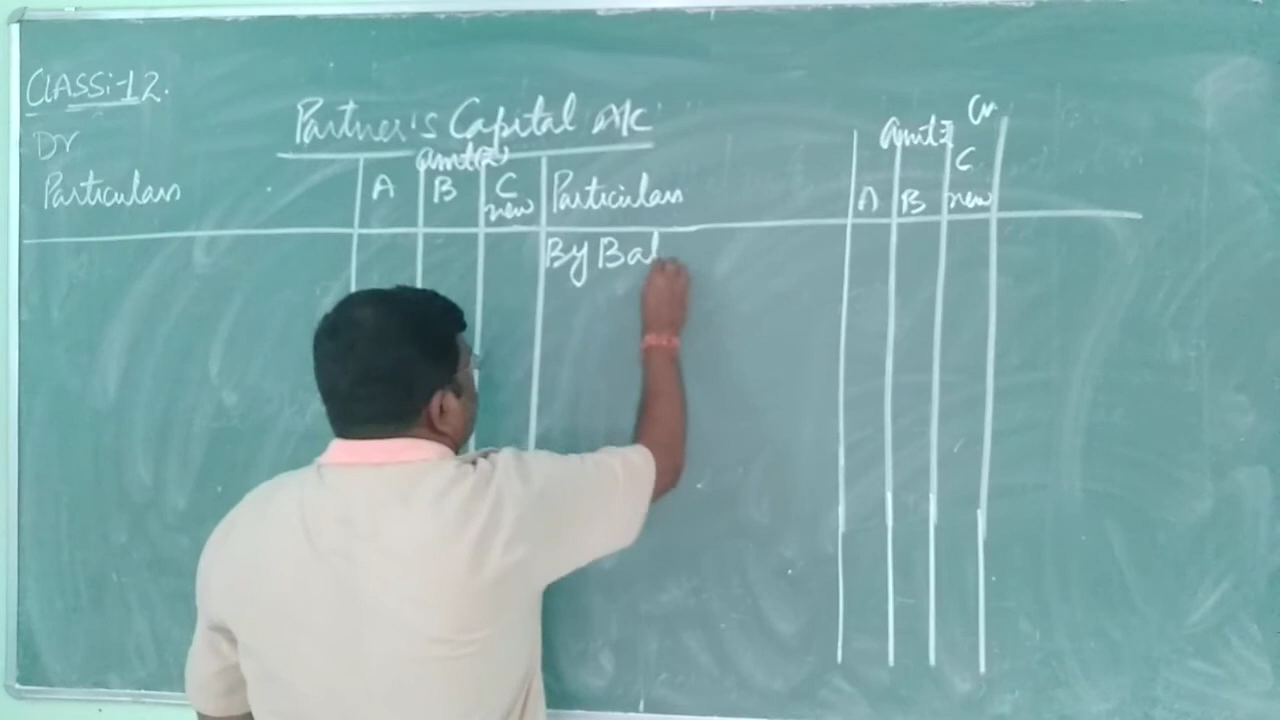 CLASS:-12.
Partner's Capital A/c
Dr
Cr
Amt(₹)
Amt ₹
Particulars A B C new Particulars A B C new
By Bal